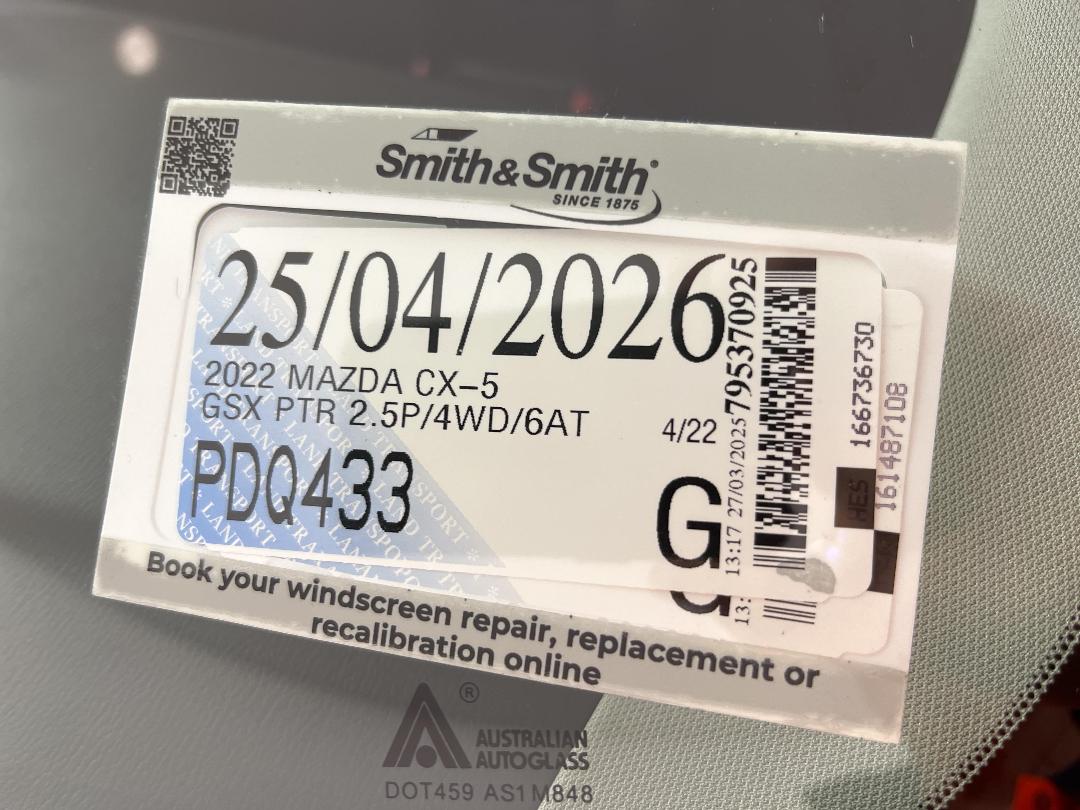 Smith&Smith®
SINCE 1875
25/04/2026
2022 MAZDA CX-5
GSX PTR 2.5P/4WD/6AT
4/22
PDQ433
G
13:17 27/03/2025
795370925
166736730
161487108
HES
13:
Book your windscreen repair, replacement or
recalibration online
®
AUSTRALIAN
AUTOGLASS
DOT459 AS1 M848